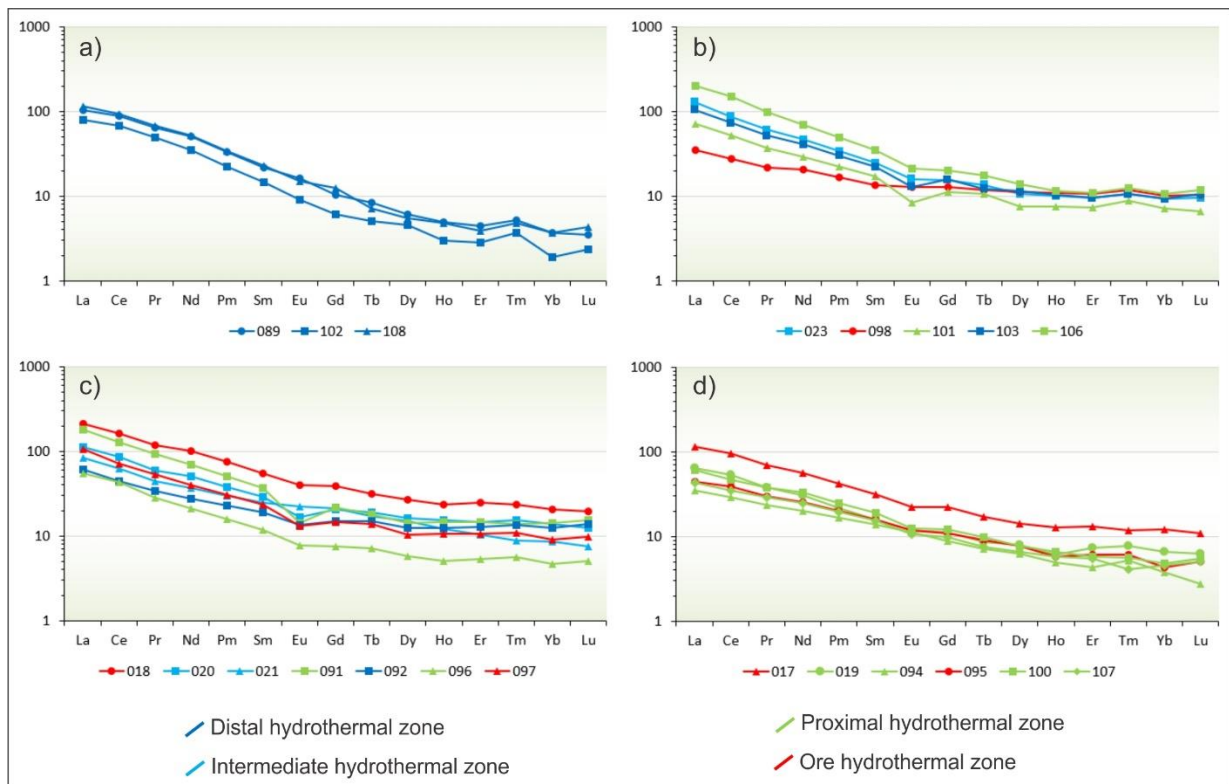 a)
1000
100
10
1
La Ce Pr Nd Pm Sm Eu Gd Tb Dy Ho Er Tm Yb Lu
089 102 108
b)
1000
100
10
1
La Ce Pr Nd Pm Sm Eu Gd Tb Dy Ho Er Tm Yb Lu
023 098 101 103 106
c)
1000
100
10
1
La Ce Pr Nd Pm Sm Eu Gd Tb Dy Ho Er Tm Yb Lu
018 020 021 091 092 096 097
d)
1000
100
10
1
La Ce Pr Nd Pm Sm Eu Gd Tb Dy Ho Er Tm Yb Lu
017 019 094 095 100 107
Distal hydrothermal zone
Intermediate hydrothermal zone
Proximal hydrothermal zone
Ore hydrothermal zone